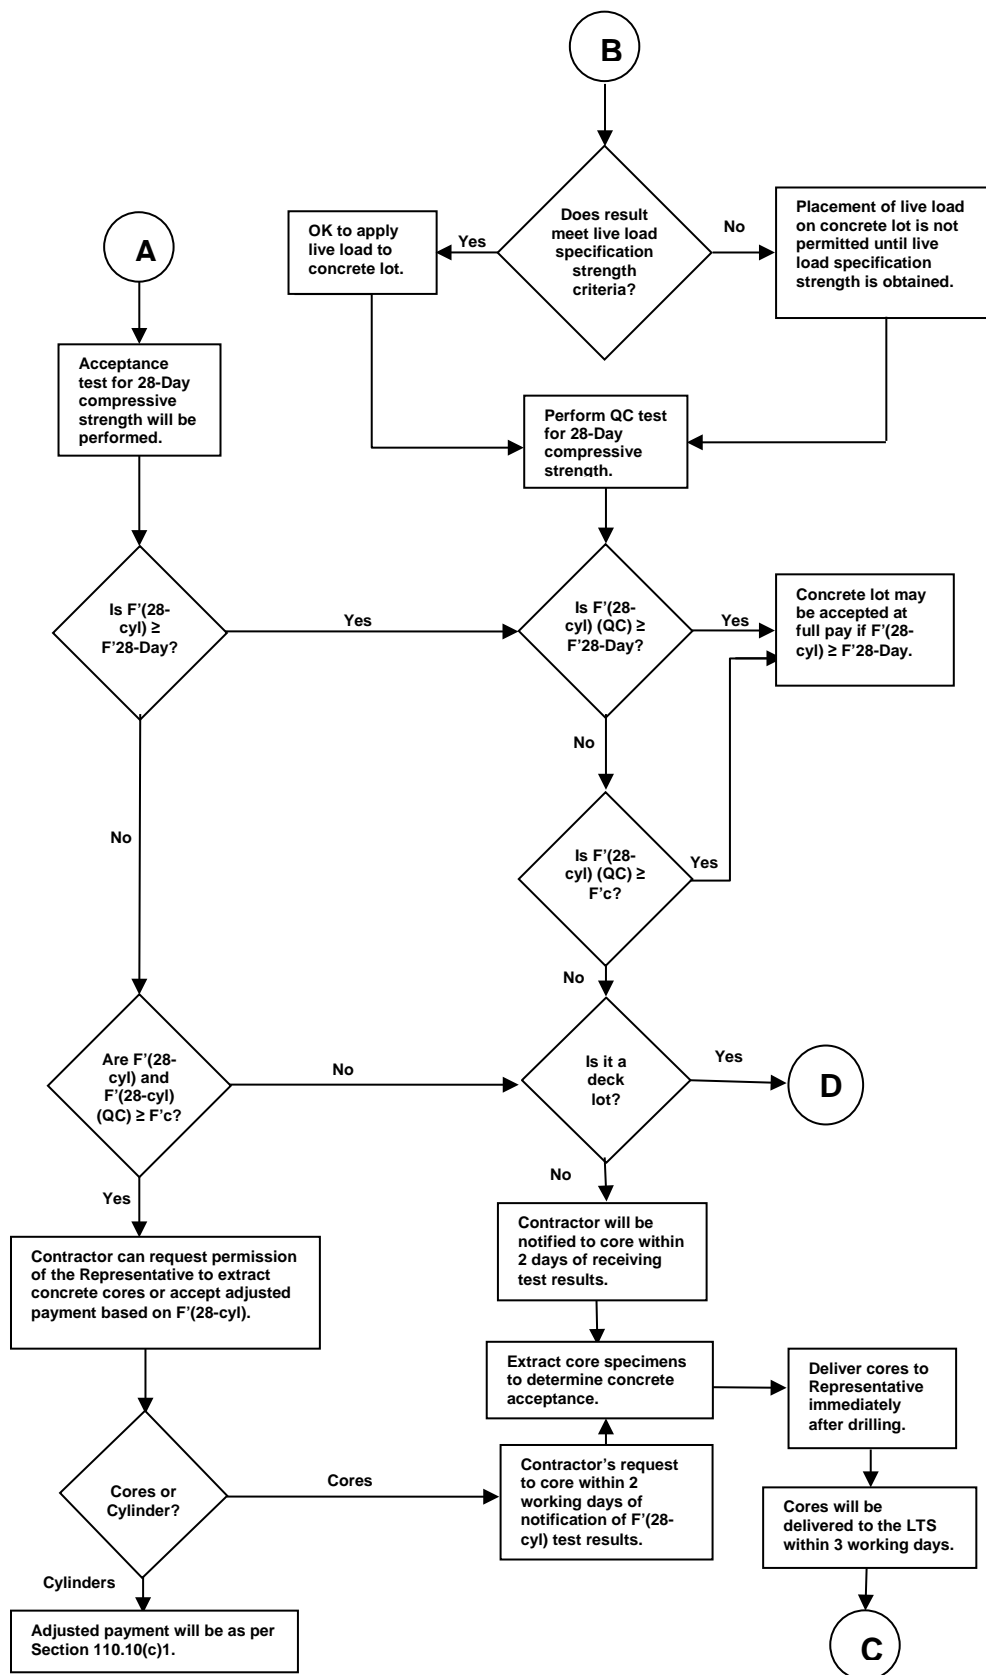 B
A
OK to apply
live load to
concrete lot.
Yes
Does result
meet live load
specification
strength
criteria?
No
Placement of live load
on concrete lot is not
permitted until live
load specification
strength is obtained.
Acceptance
test for 28-Day
compressive
strength will be
performed.
Perform QC test
for 28-Day
compressive
strength.
Is F'(28-
cyl) ≥
F'28-Day?
Yes
Is F'(28-
cyl) (QC) ≥
F'28-Day?
Yes
Concrete lot may
be accepted at
full pay if F'(28-
cyl) ≥ F'28-Day.
No
No
Is F'(28-
cyl) (QC) ≥
F'c?
Yes
No
Are F'(28-
cyl) and
F'(28-cyl)
(QC) ≥ F'c?
No
Is it a
deck
lot?
Yes
D
Yes
No
Contractor can request permission
of the Representative to extract
concrete cores or accept adjusted
payment based on F'(28-cyl).
Contractor will be
notified to core within
2 days of receiving
test results.
Extract core specimens
to determine concrete
acceptance.
Deliver cores to
Representative
immediately
after drilling.
Cores or
Cylinder?
Cores
Contractor's request
to core within 2
working days of
notification of F'(28-
cyl) test results.
Cores will be
delivered to the LTS
within 3 working days.
Cylinders
Adjusted payment will be as per
Section 110.10(c)1.
C